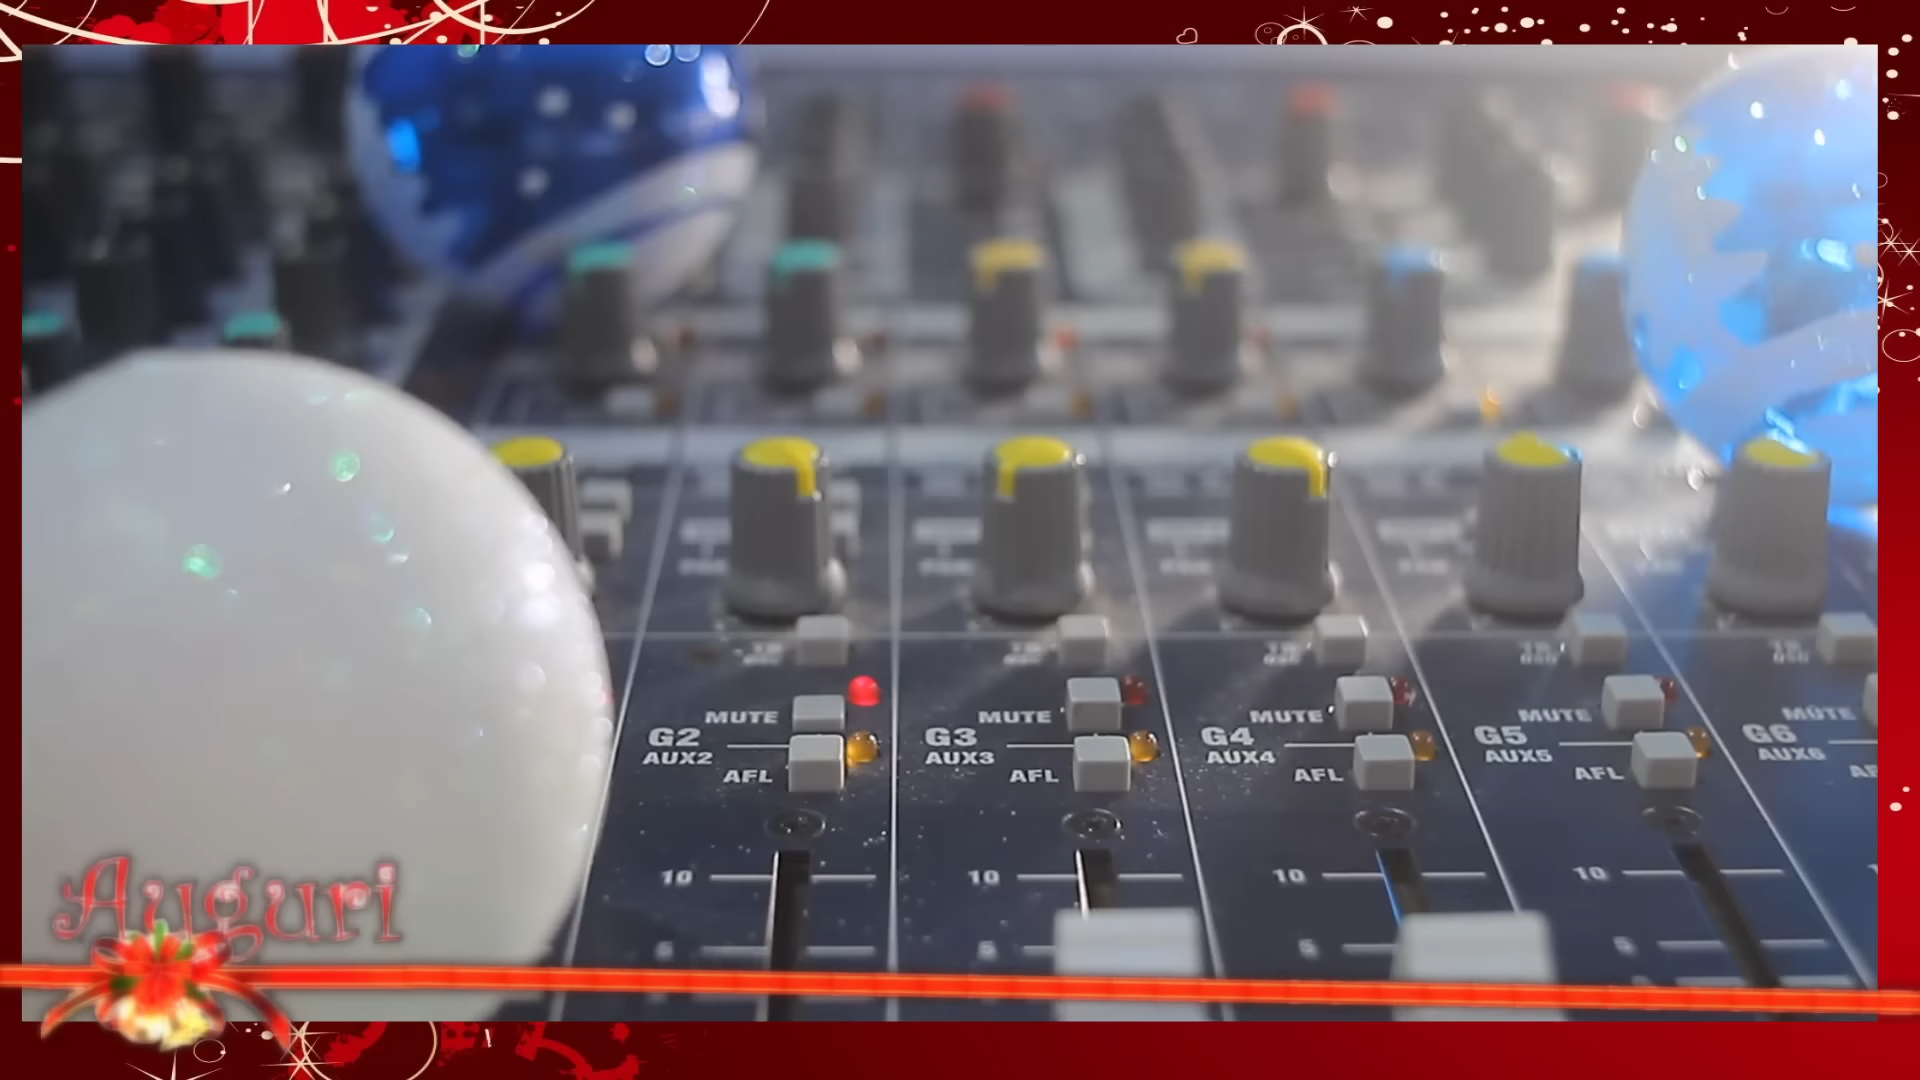 MUTE MUTE MUTE MUTE MUTE
G2 G3 G4 G5 G6
AUX2 AUX3 AUX4 AUX5 AUX6
AFL AFL AFL AFL
10 10 10 10
5 5 5 5
Auguri